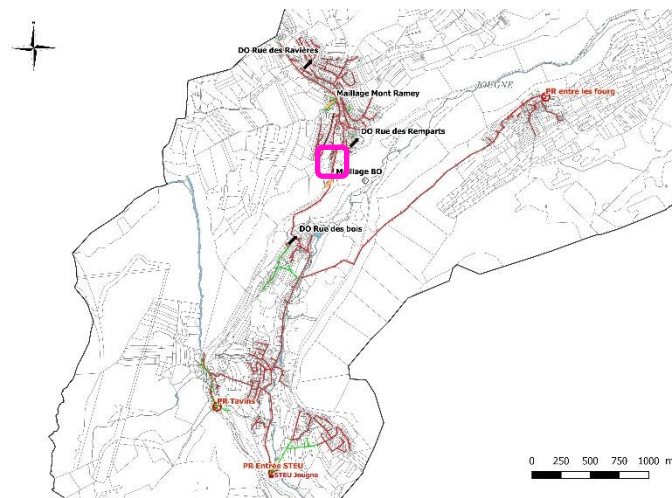 N
DO Rue des Ravières
Maillage Mont Ramey
JOUGNE
PR entre les fourg
DO Rue des Remparts
Maillage BO
DO Rue des bois
PR Tavins
PR Entrée STEU
STEU Jougne
0 250 500 750 1000 m